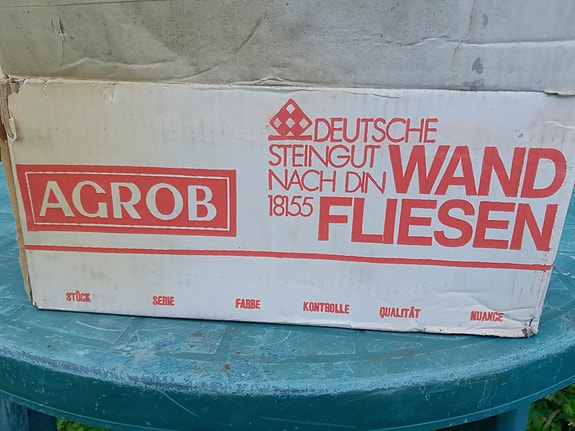 AGROB
DEUTSCHE
STEINGUT
NACH DIN
18155
WAND
FLIESEN
STÜCK SERIE FARBE KONTROLLE QUALITÄT NUANCE